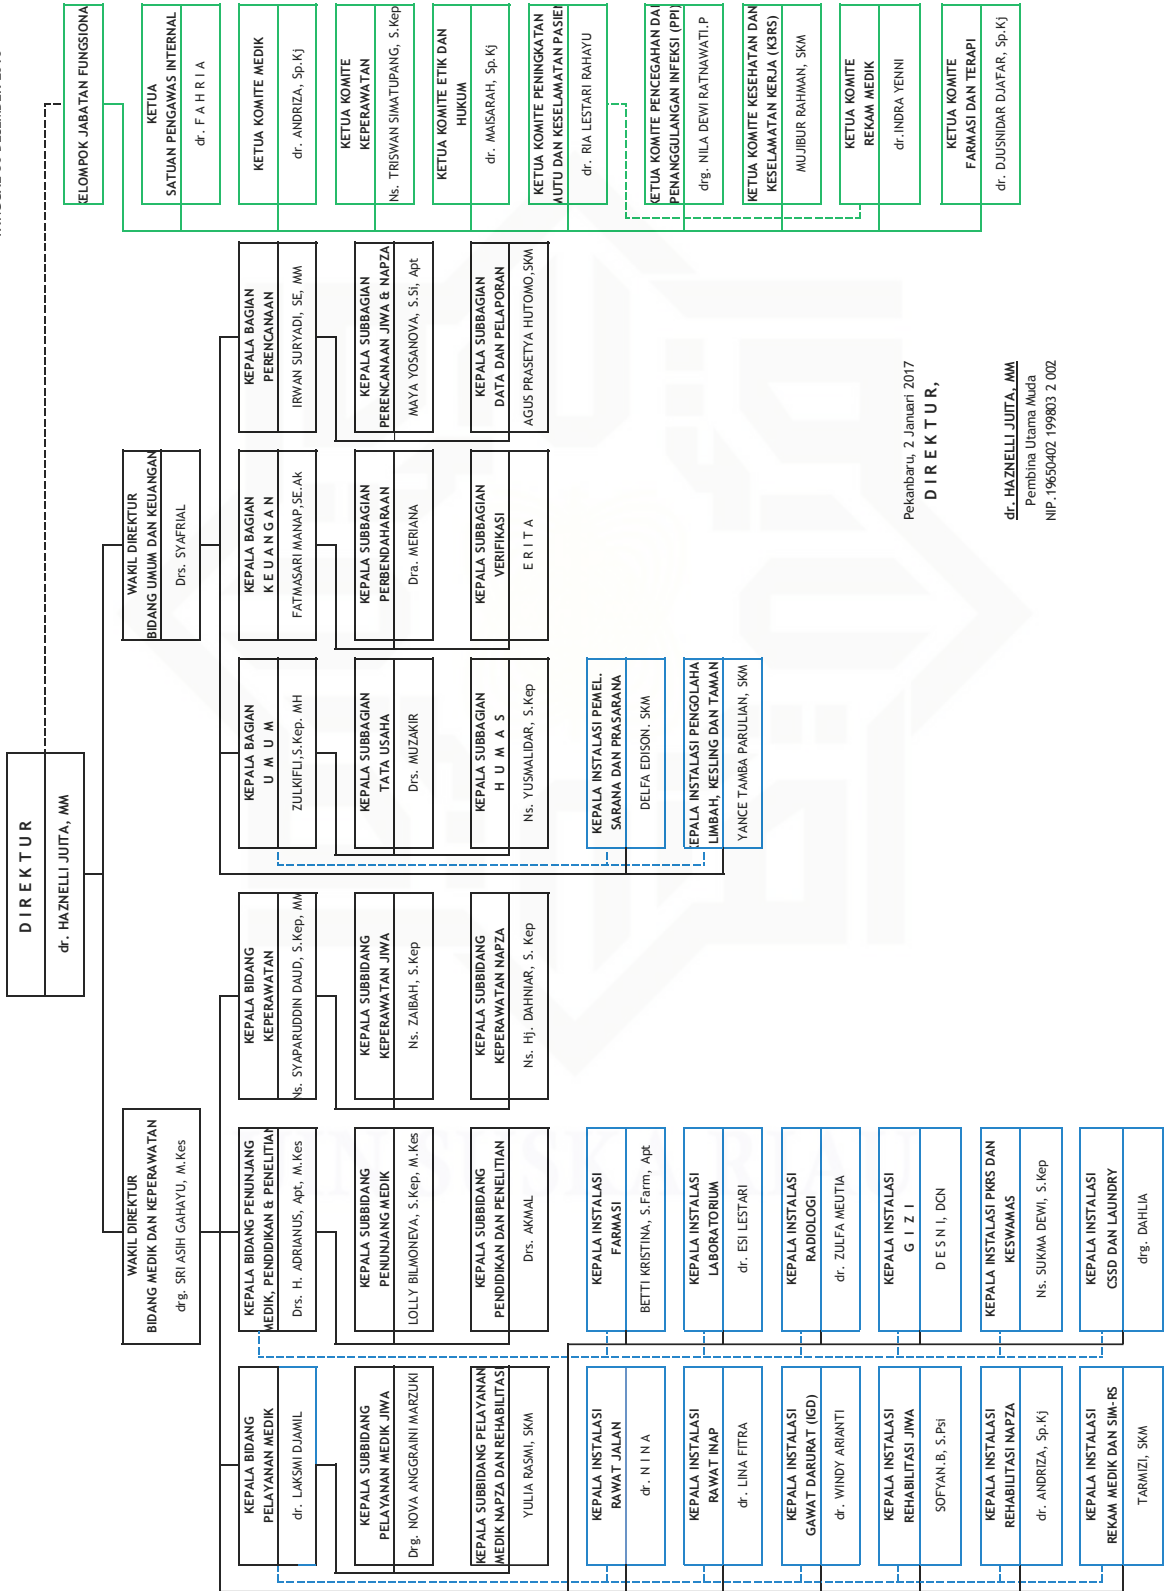 DIREKTUR
dr. HAZNELLI JUITA, MM
WAKIL DIREKTUR
BIDANG MEDIK DAN KEPERAWATAN
drg. SRI ASIH GAHAYU, M.Kes
WAKIL DIREKTUR
BIDANG UMUM DAN KEUANGAN
Drs. SYAFRIAL
KELOMPOK JABATAN FUNGSIONAL
KETUA
SATUAN PENGAWAS INTERNAL
dr. F A H R I A
KETUA KOMITE MEDIK
dr. ANDRIZA, Sp.Kj
KETUA KOMITE
KEPERAWATAN
Ns. TRISWAN SIMATUPANG, S.Kep
KETUA KOMITE ETIK DAN
HUKUM
dr. MAISARAH, Sp.Kj
KETUA KOMITE PENINGKATAN
MUTU DAN KESELAMATAN PASIEN
dr. RIA LESTARI RAHAYU
KETUA KOMITE PENCEGAHAN DAN
PENANGGULANGAN INFEKSI (PPI)
drg. NILA DEWI RATNAWATI.P
KETUA KOMITE KESEHATAN DAN
KESELAMATAN KERJA (K3RS)
MUJIBUR RAHMAN, SKM
KETUA KOMITE
REKAM MEDIK
dr.INDRA YENNI
KETUA KOMITE
FARMASI DAN TERAPI
dr. DJUSNIDAR DJA'FAR, Sp.Kj
KEPALA BIDANG
PELAYANAN MEDIK
dr. LAKSMI DJAMIL
KEPALA BIDANG PENUNJANG
MEDIK, PENDIDIKAN & PENELITIAN
Drs. H. ADRIANUS, Apt, M.Kes
KEPALA BIDANG
KEPERAWATAN
Ns. SYAPARUDDIN DAUD, S.Kep, MM
KEPALA BAGIAN
U M U M
ZULKIFLI,S.Kep. MH
KEPALA BAGIAN
K E U A N G A N
FATMASARI MANAP,SE.Ak
KEPALA BAGIAN
PERENCANAAN
IRWAN SURYADI, SE, MM
KEPALA SUBBIDANG
PELAYANAN MEDIK JIWA
Drg. NOVA ANGGRAINI MARZUKI
KEPALA SUBBIDANG
PENUNJANG MEDIK
LOLLY BILMONEVA, S.Kep, M.Kes
KEPALA SUBBIDANG
KEPERAWATAN JIWA
Ns. ZAIBAH, S.Kep
KEPALA SUBBAGIAN
TATA USAHA
Drs. MUZAKIR
KEPALA SUBBAGIAN
PERBENDAHARAAN
Dra. MERIANA
KEPALA SUBBAGIAN
PERENCANAAN JIWA & NAPZA
MAYA YOSANOVA, S.Si, Apt
KEPALA SUBBIDANG PELAYANAN
MEDIK NAPZA DAN REHABILITASI
YULIA RASMI, SKM
KEPALA SUBBIDANG
PENDIDIKAN DAN PENELITIAN
Drs. AKMAL
KEPALA SUBBIDANG
KEPERAWATAN NAPZA
Ns. Hj. DAHNIAR, S. Kep
KEPALA SUBBAGIAN
H U M A S
Ns. YUSMALIDAR, S.Kep
KEPALA SUBBAGIAN
VERIFIKASI
E R I T A
KEPALA SUBBAGIAN
DATA DAN PELAPORAN
AGUS PRASETYA HUTOMO,SKM
KEPALA INSTALASI
RAWAT JALAN
dr. N I N A
KEPALA INSTALASI
FARMASI
BETTI KRISTINA, S.Farm, Apt
KEPALA INSTALASI PEMEL.
SARANA DAN PRASARANA
DELFA EDISON. SKM
KEPALA INSTALASI
RAWAT INAP
dr. LINA FITRA
KEPALA INSTALASI
LABORATORIUM
dr. ESI LESTARI
KEPALA INSTALASI PENGOLAHA
LIMBAH, KESLING DAN TAMAN
YANCE TAMBA PARULIAN, SKM
KEPALA INSTALASI
GAWAT DARURAT (IGD)
dr. WINDY ARIANTI
KEPALA INSTALASI
RADIOLOGI
dr. ZULFA MEUTIA
KEPALA INSTALASI
REHABILITASI JIWA
SOFYAN.B, S.Psi
KEPALA INSTALASI
G I Z I
D E S N I, DCN
KEPALA INSTALASI
REHABILITASI NAPZA
dr. ANDRIZA, Sp.Kj
KEPALA INSTALASI PKRS DAN
KESWAMAS
Ns. SUKMA DEWI, S.Kep
KEPALA INSTALASI
REKAM MEDIK DAN SIM-RS
TARMIZI, SKM
KEPALA INSTALASI
CSSD DAN LAUNDRY
drg. DAHLIA
Pekanbaru, 2 Januari 2017
D I R E K T U R,
dr. HAZNELLI JUITA, MM
Pembina Utama Muda
NIP.19650402 199803 2 002
UIN SUSKA RIAU